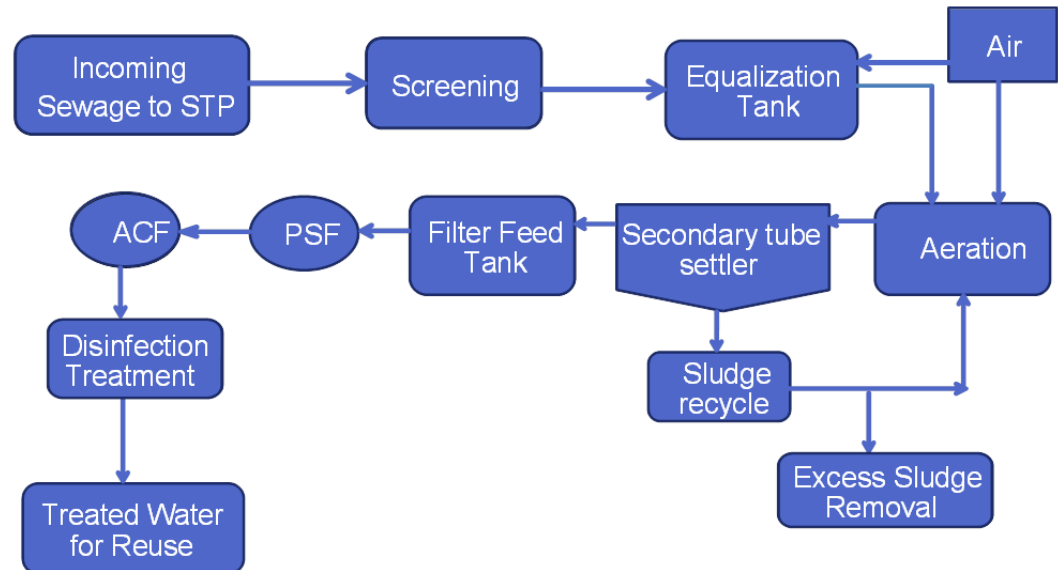 Incoming
Sewage to STP
Screening
Equalization
Tank
Air
ACF
PSF
Filter Feed
Tank
Secondary tube
settler
Aeration
Disinfection
Treatment
Sludge
recycle
Excess Sludge
Removal
Treated Water
for Reuse